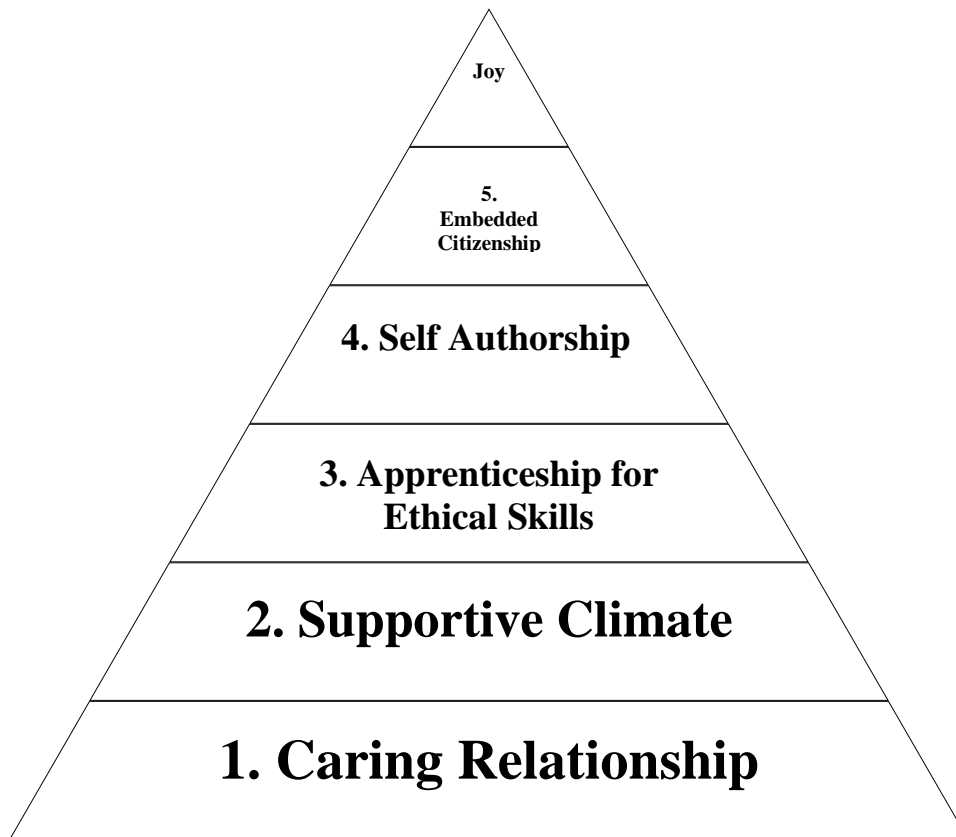 Joy
5.
Embedded
Citizenship
4. Self Authorship
3. Apprenticeship for
Ethical Skills
2. Supportive Climate
1. Caring Relationship